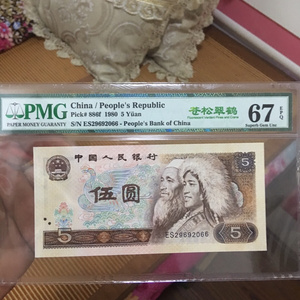 PMG
PAPER MONEY GUARANTY
China / People's Republic
Pick# 886f 1980 5 Yüan
S/N ES29692066 - People's Bank of China
苍松翠鹤
67 EPQ
Superb Gem Unc
中国人民银行
5
伍圆
5
ES29692066
5